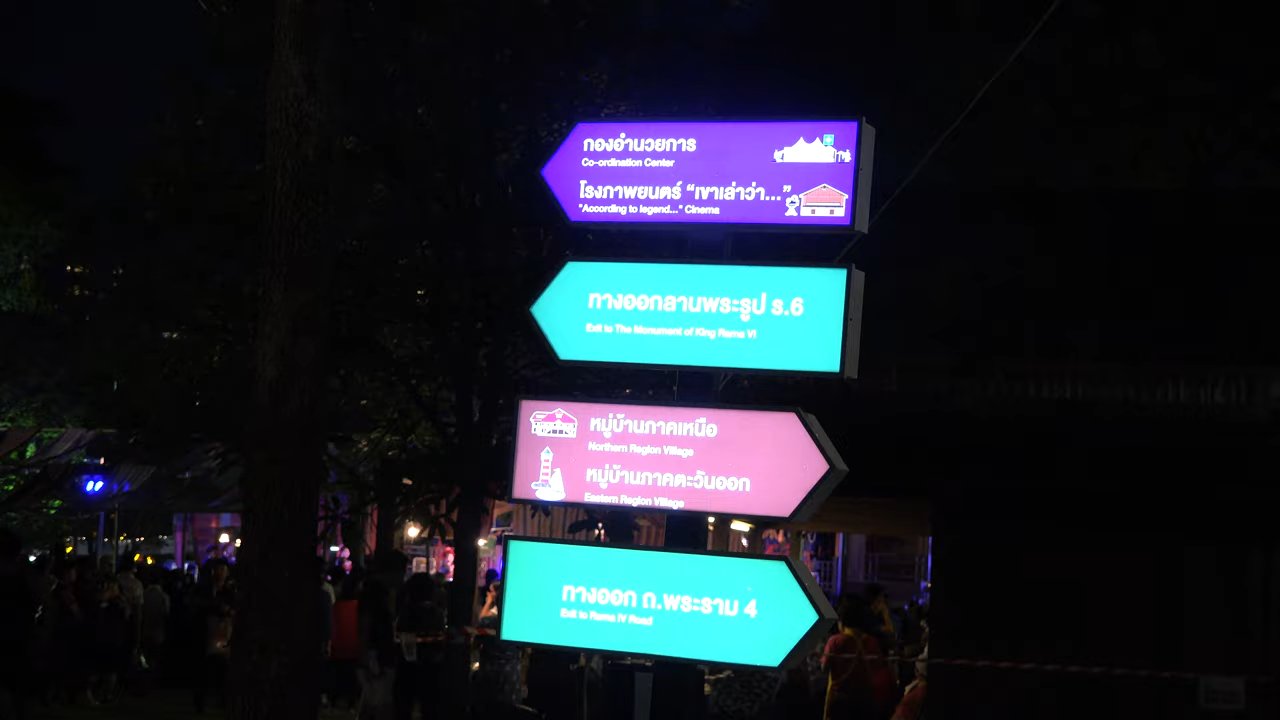 กองอำนวยการ
Co-ordination Center
โรงภาพยนตร์ “เขาเล่าว่า...”
"According to legend..." Cinema
ทางออกลานพระรูป ร.6
Exit to The Monument of King Rama VI
หมู่บ้านภาคเหนือ
Northern Region Village
หมู่บ้านภาคตะวันออก
Eastern Region Village
ทางออก ถ.พระราม 4
Exit to Rama IV Road